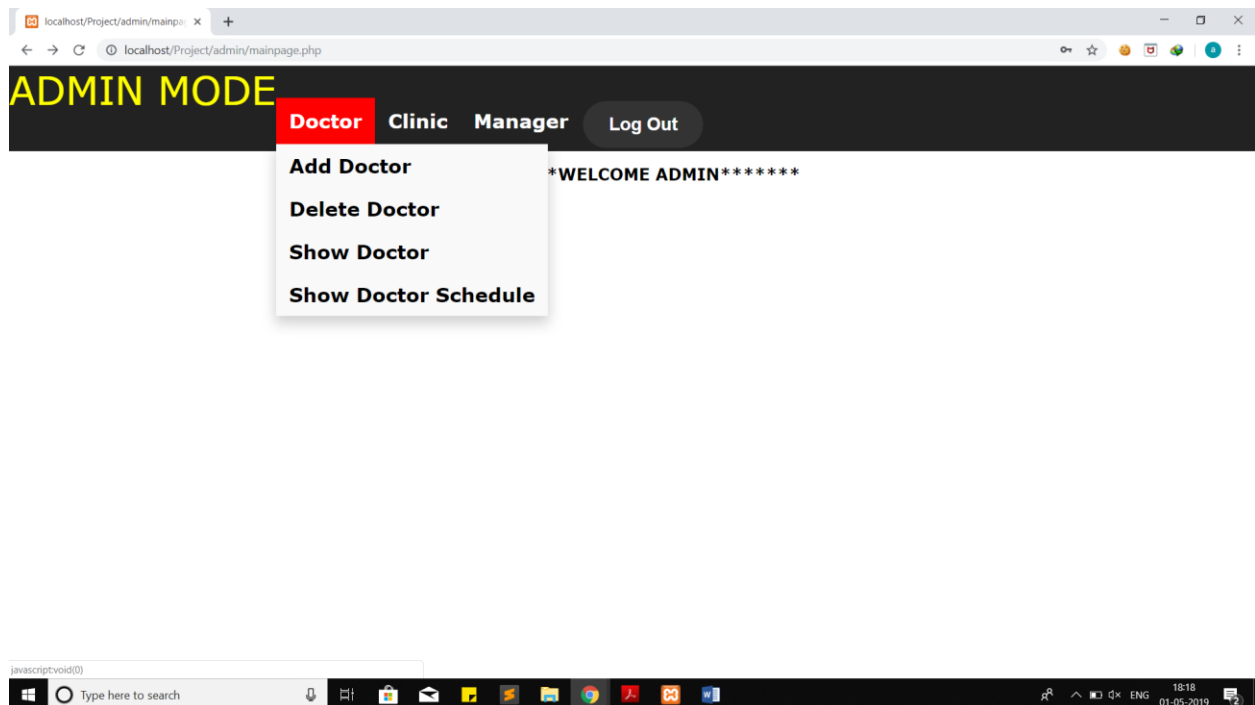 localhost/Project/admin/mainpa
localhost/Project/admin/mainpage.php
a
ADMIN MODE
Doctor Clinic Manager Log Out
*WELCOME ADMIN*******
Add Doctor
Delete Doctor
Show Doctor
Show Doctor Schedule
javascript:void(0)
Type here to search
ENG
18:18
01-05-2019
2